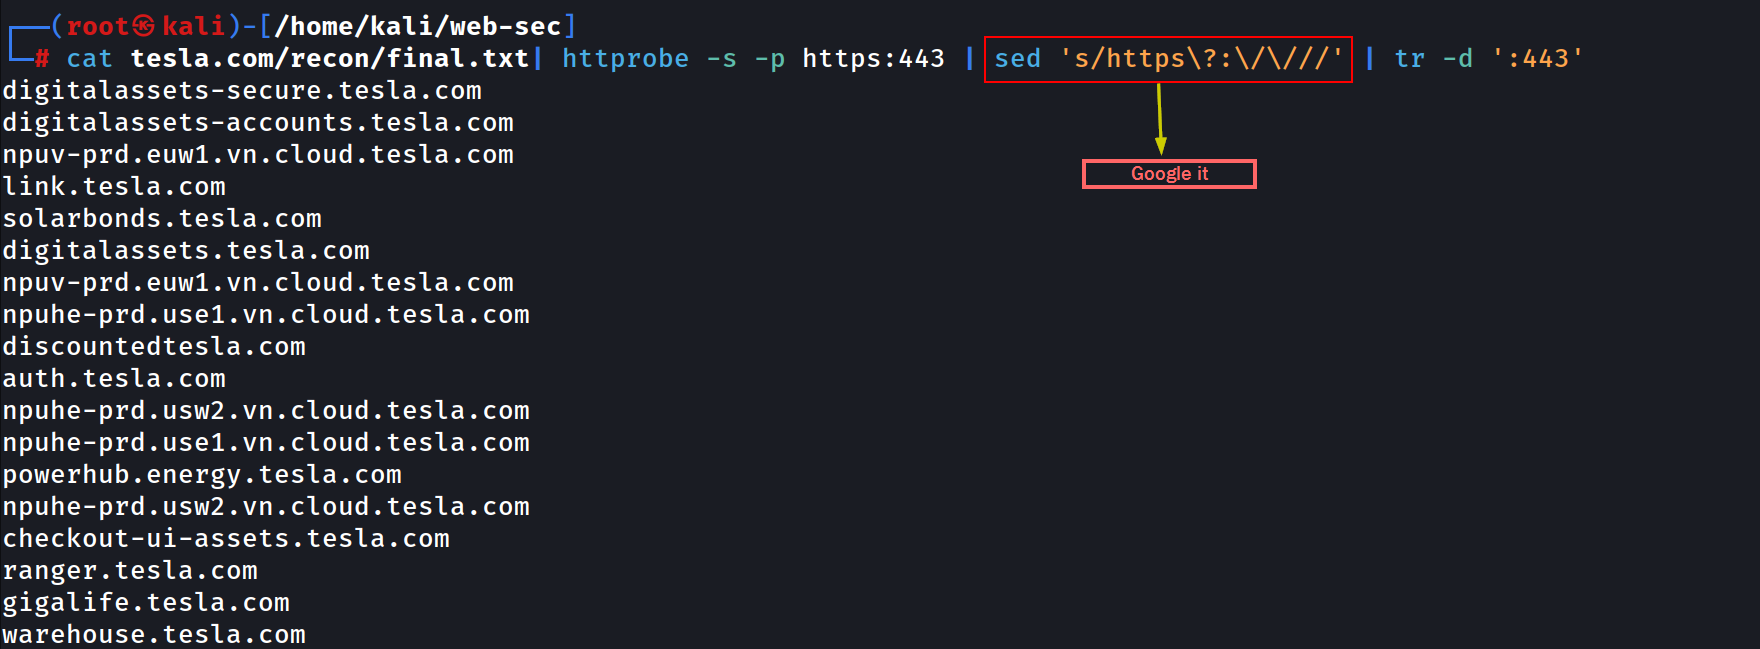 (root㉿kali)-[/home/kali/web-sec]
# cat tesla.com/recon/final.txt| httprobe -s -p https:443 | sed 's/https\?:\/\///' | tr -d ':443'
digitalassets-secure.tesla.com
digitalassets-accounts.tesla.com
npuv-prd.euw1.vn.cloud.tesla.com
Google it
link.tesla.com
solarbonds.tesla.com
digitalassets.tesla.com
npuv-prd.euw1.vn.cloud.tesla.com
npuhe-prd.use1.vn.cloud.tesla.com
discountedtesla.com
auth.tesla.com
npuhe-prd.usw2.vn.cloud.tesla.com
npuhe-prd.use1.vn.cloud.tesla.com
powerhub.energy.tesla.com
npuhe-prd.usw2.vn.cloud.tesla.com
checkout-ui-assets.tesla.com
ranger.tesla.com
gigalife.tesla.com
warehouse.tesla.com